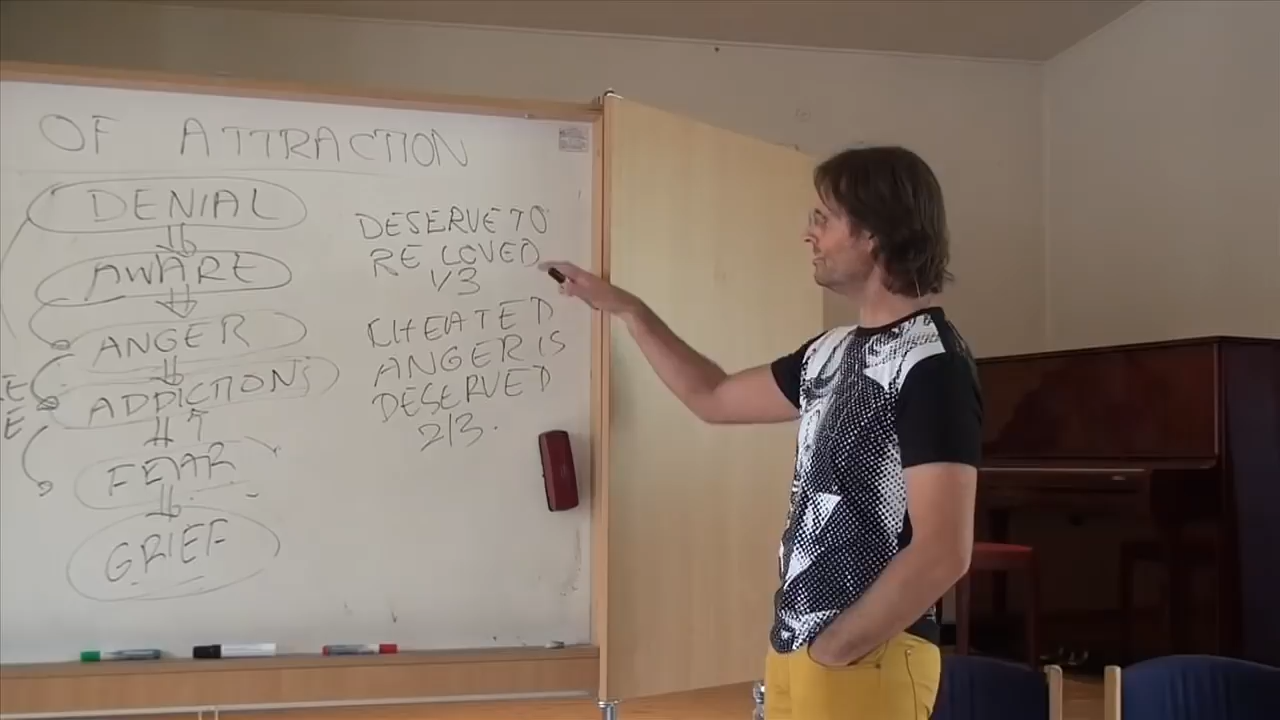 OF ATTRACTION
DENIAL
AWARE
ANGER
ADDICTIONS
FEAR
GRIEF
DESERVE TO
BE LOVED
1/3
CHEATED
ANGER IS
DESERVED
2/3.